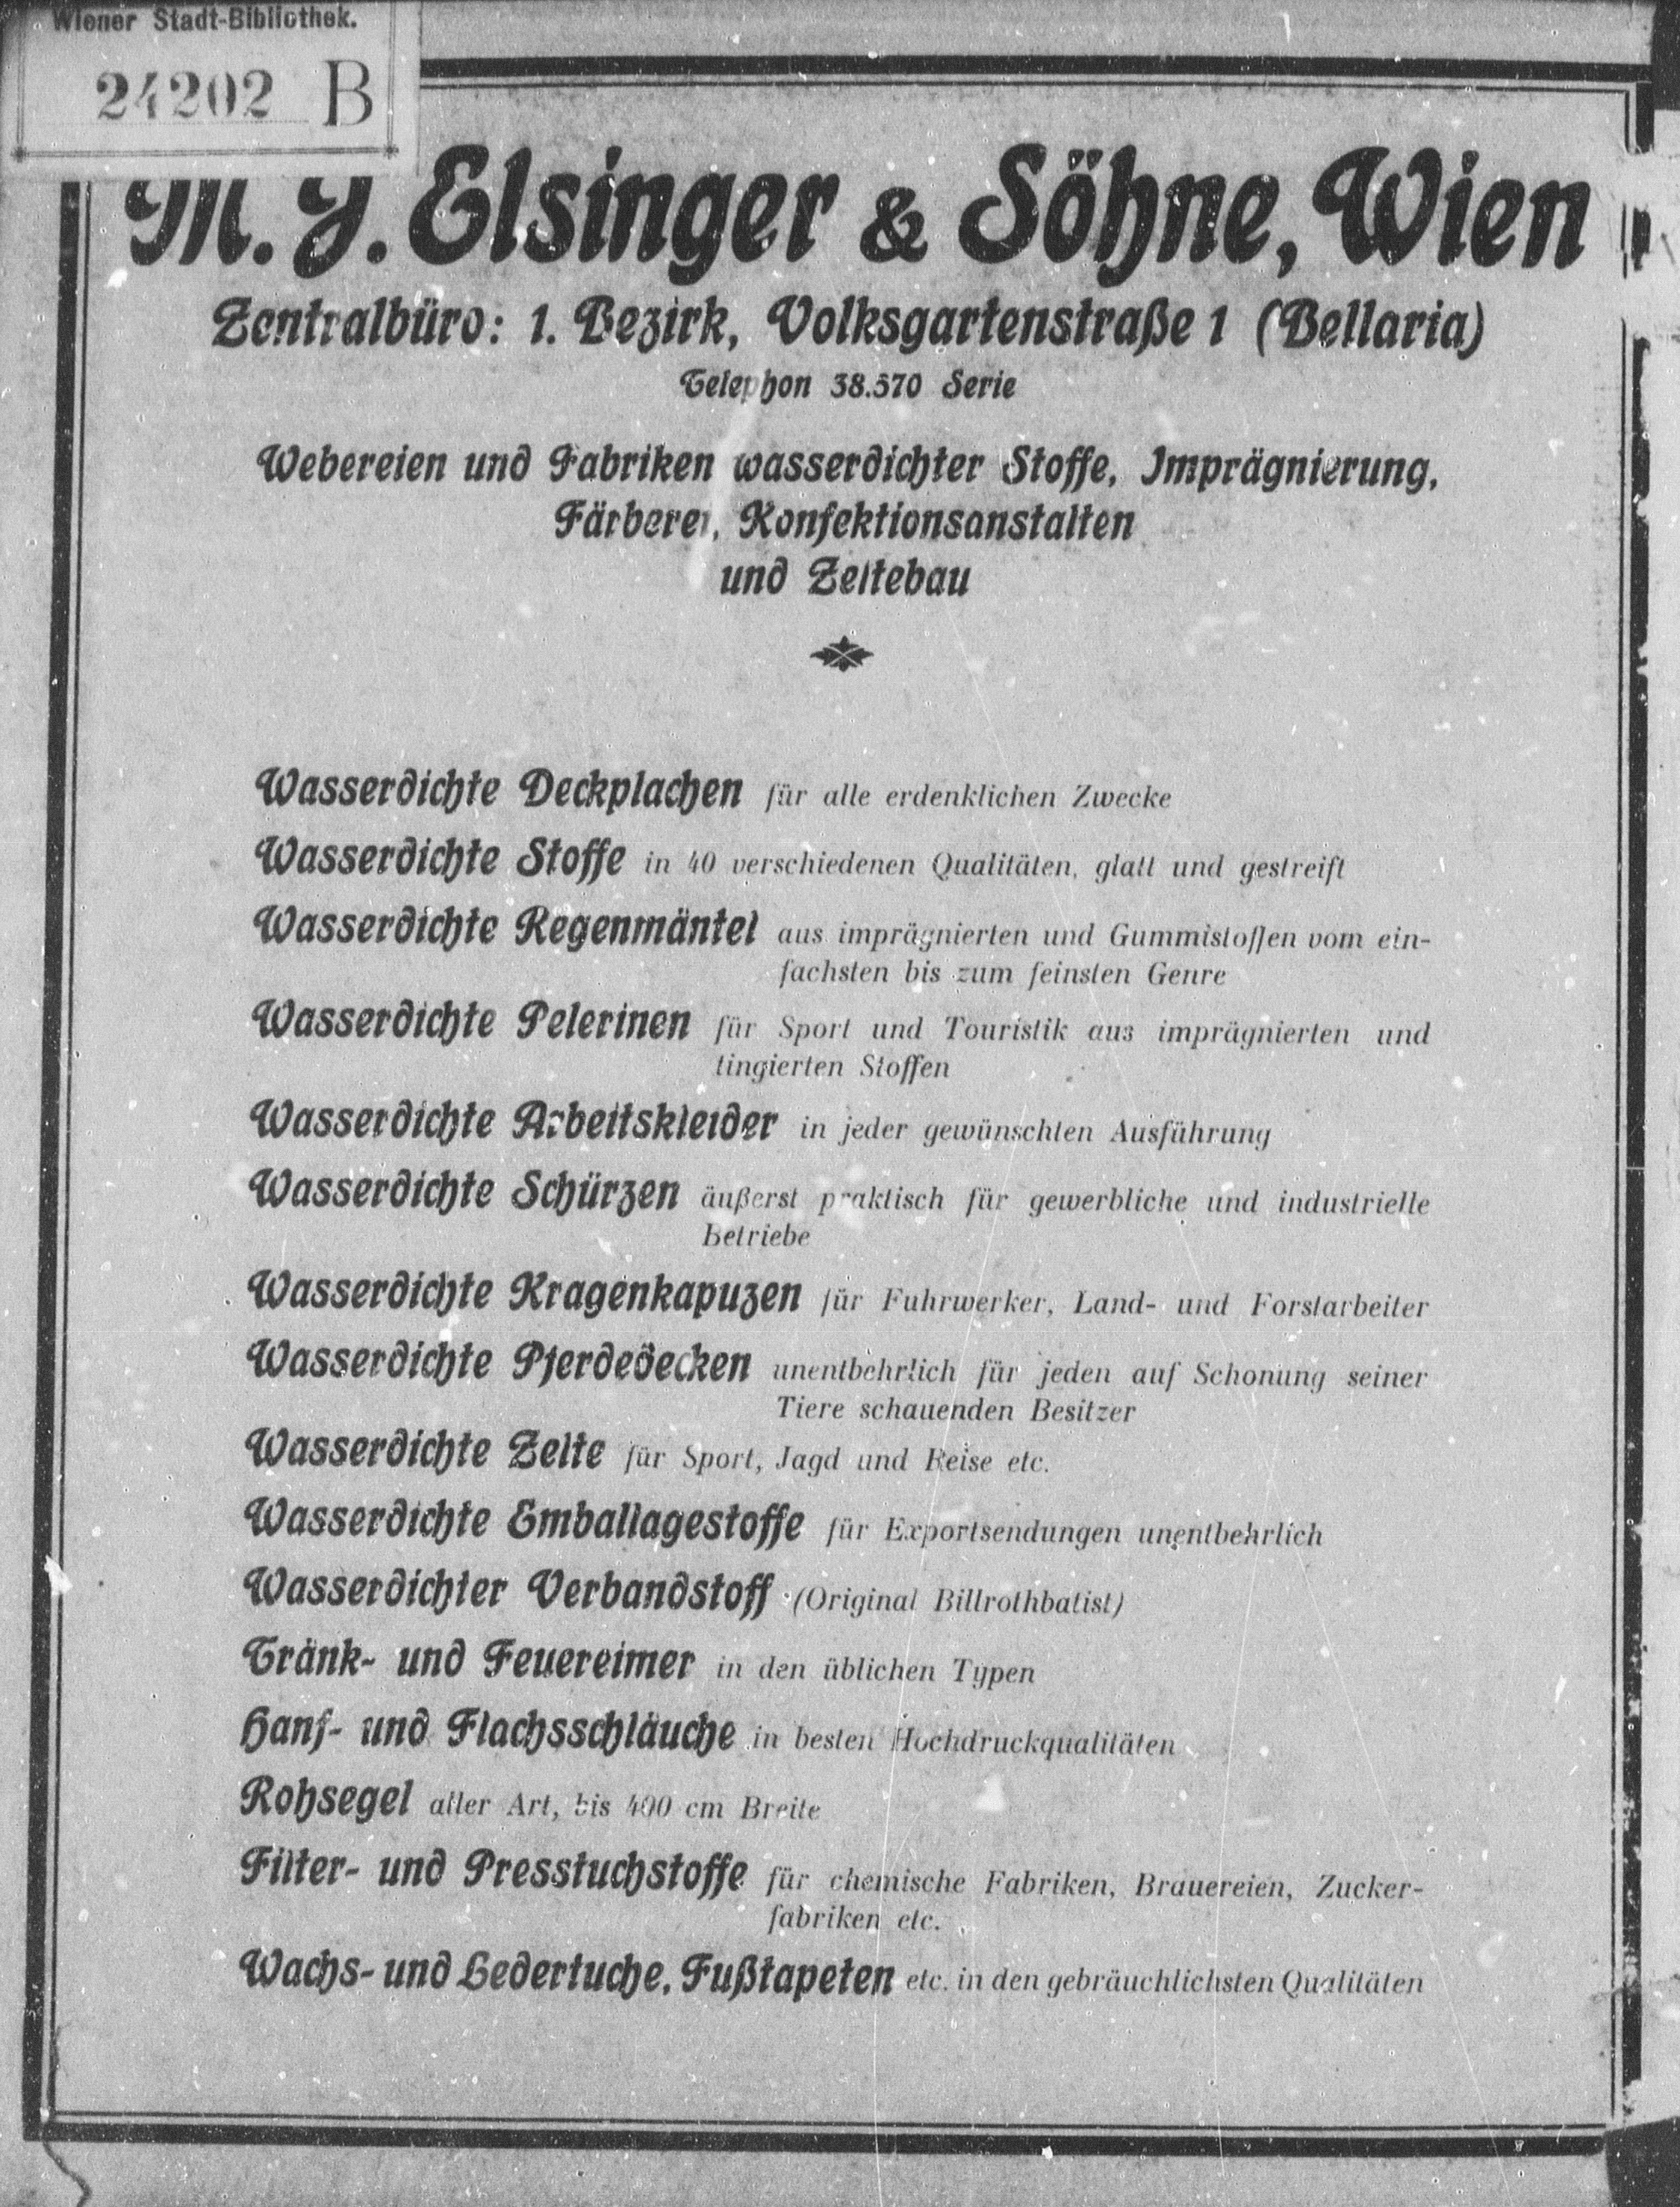 Wiener Stadt-Bibliothek.
24202 B
M. J. Elsinger & Söhne, Wien
Zentralbüro: 1. Bezirk, Volksgartenstraße 1 (Bellaria)
Telephon 38.570 Serie
Webereien und Fabriken wasserdichter Stoffe, Imprägnierung,
Färberei, Konfektionsanstalten
und Zeltebau
Wasserdichte Deckplachen für alle erdenklichen Zwecke
Wasserdichte Stoffe in 40 verschiedenen Qualitäten, glatt und gestreift
Wasserdichte Regenmäntel aus imprägnierten und Gummistoffen vom ein-
fachsten bis zum feinsten Genre
Wasserdichte Pelerinen für Sport und Touristik aus imprägnierten und
tingierten Stoffen
Wasserdichte Arbeitskleider in jeder gewünschten Ausführung
Wasserdichte Schürzen äußerst praktisch für gewerbliche und industrielle
Betriebe
Wasserdichte Kragenkapuzen für Fuhrwerker, Land- und Forstarbeiter
Wasserdichte Pferdedecken unentbehrlich für jeden auf Schonung seiner
Tiere schauenden Besitzer
Wasserdichte Zelte für Sport, Jagd und Reise etc.
Wasserdichte Emballagestoffe für Exportsendungen unentbehrlich
Wasserdichter Verbandstoff (Original Billrothbatist)
Tränk- und Feuereimer in den üblichen Typen
Hanf- und Flachsschläuche in besten Hochdruckqualitäten
Rohsegel aller Art, bis 400 cm Breite
Filter- und Presstuchstoffe für chemische Fabriken, Brauereien, Zucker-
fabriken etc.
Wachs- und Ledertuche, Fußtapeten etc. in den gebräuchlichsten Qualitäten